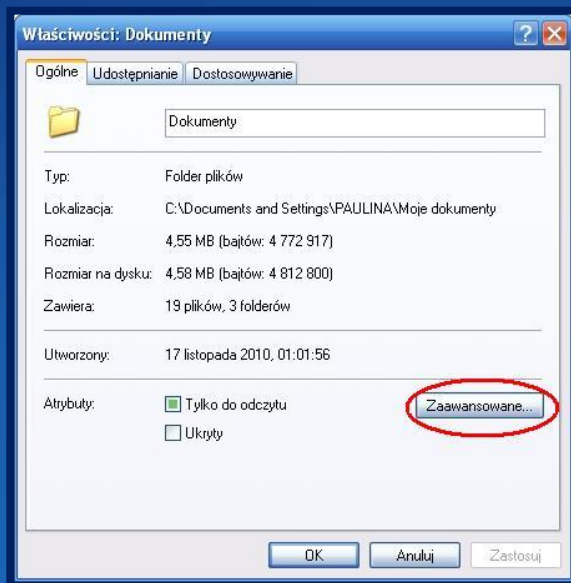 Właściwości: Dokumenty
Ogólne Udostępnianie Dostosowywanie
Dokumenty
Typ: Folder plików
Lokalizacja: C:\Documents and Settings\PAULINA\Moje dokumenty
Rozmiar: 4,55 MB (bajtów: 4 772 917)
Rozmiar na dysku: 4,58 MB (bajtów: 4 812 800)
Zawiera: 19 plików, 3 folderów
Utworzony: 17 listopada 2010, 01:01:56
Atrybuty: Tylko do odczytu Zaawansowane...
Ukryty
OK Anuluj Zastosuj